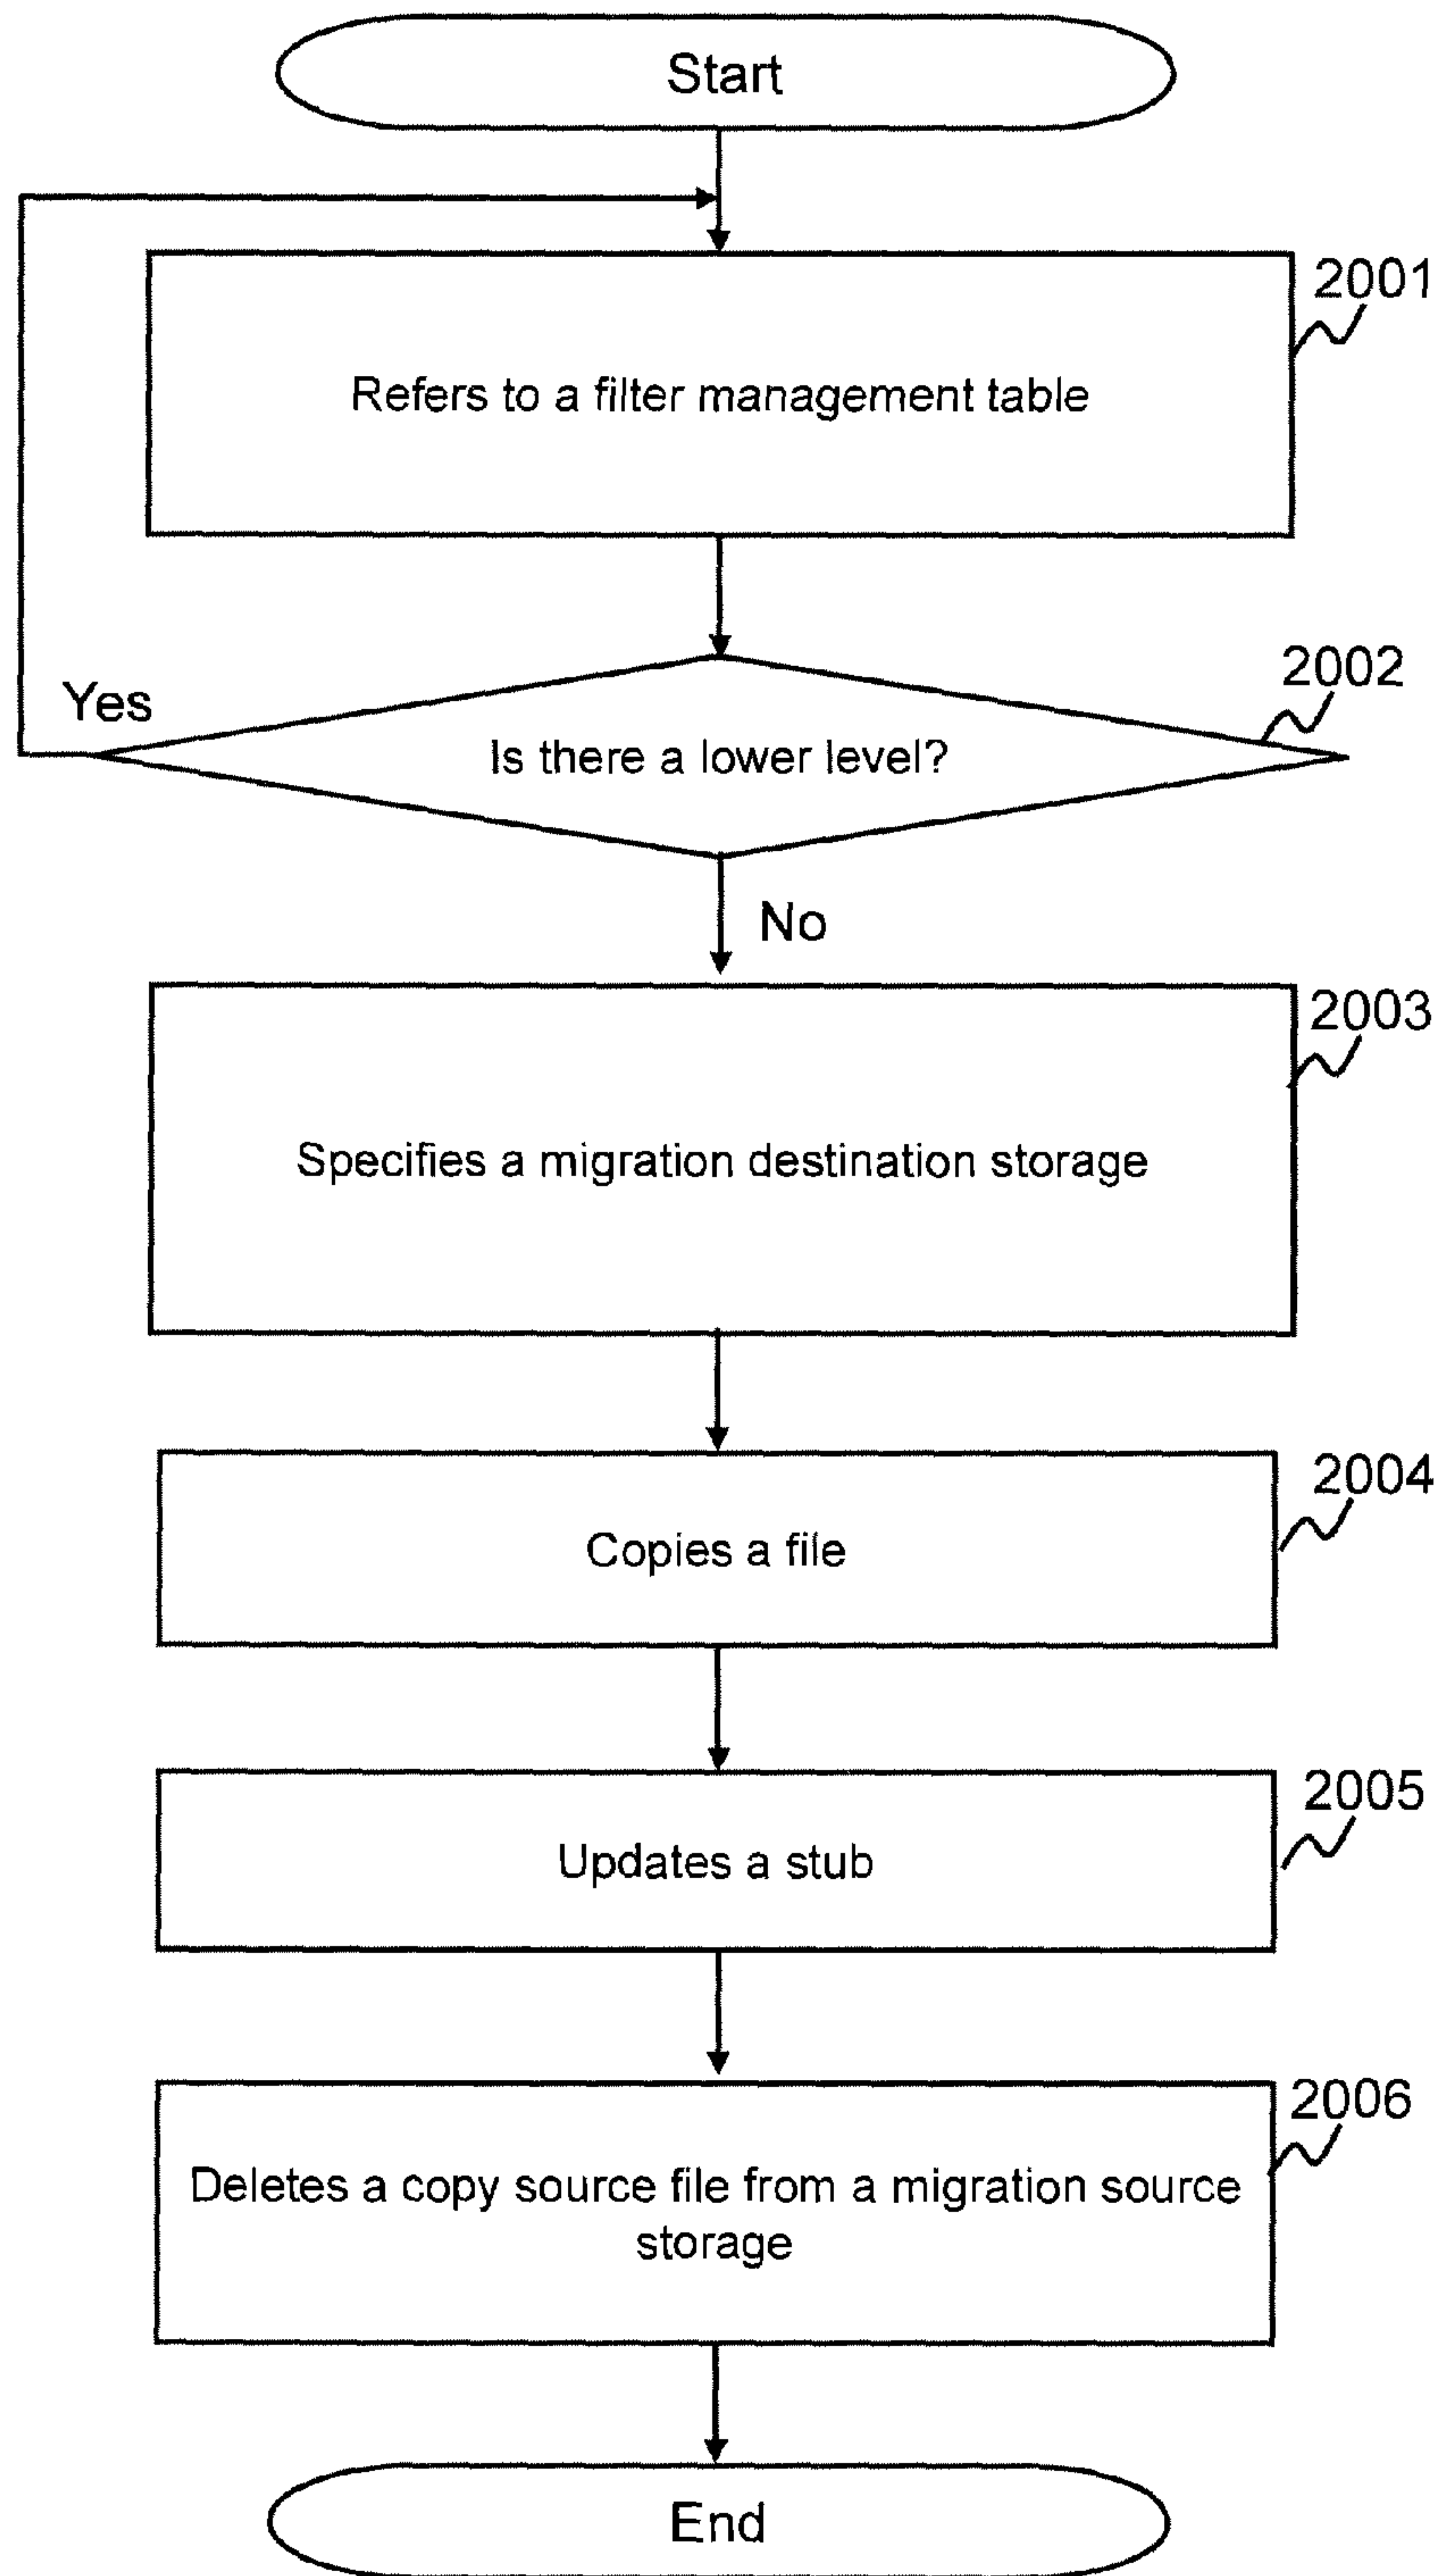 Start
2001
Refers to a filter management table
2002
Yes
Is there a lower level?
No
2003
Specifies a migration destination storage
2004
Copies a file
2005
Updates a stub
2006
Deletes a copy source file from a migration source
storage
End